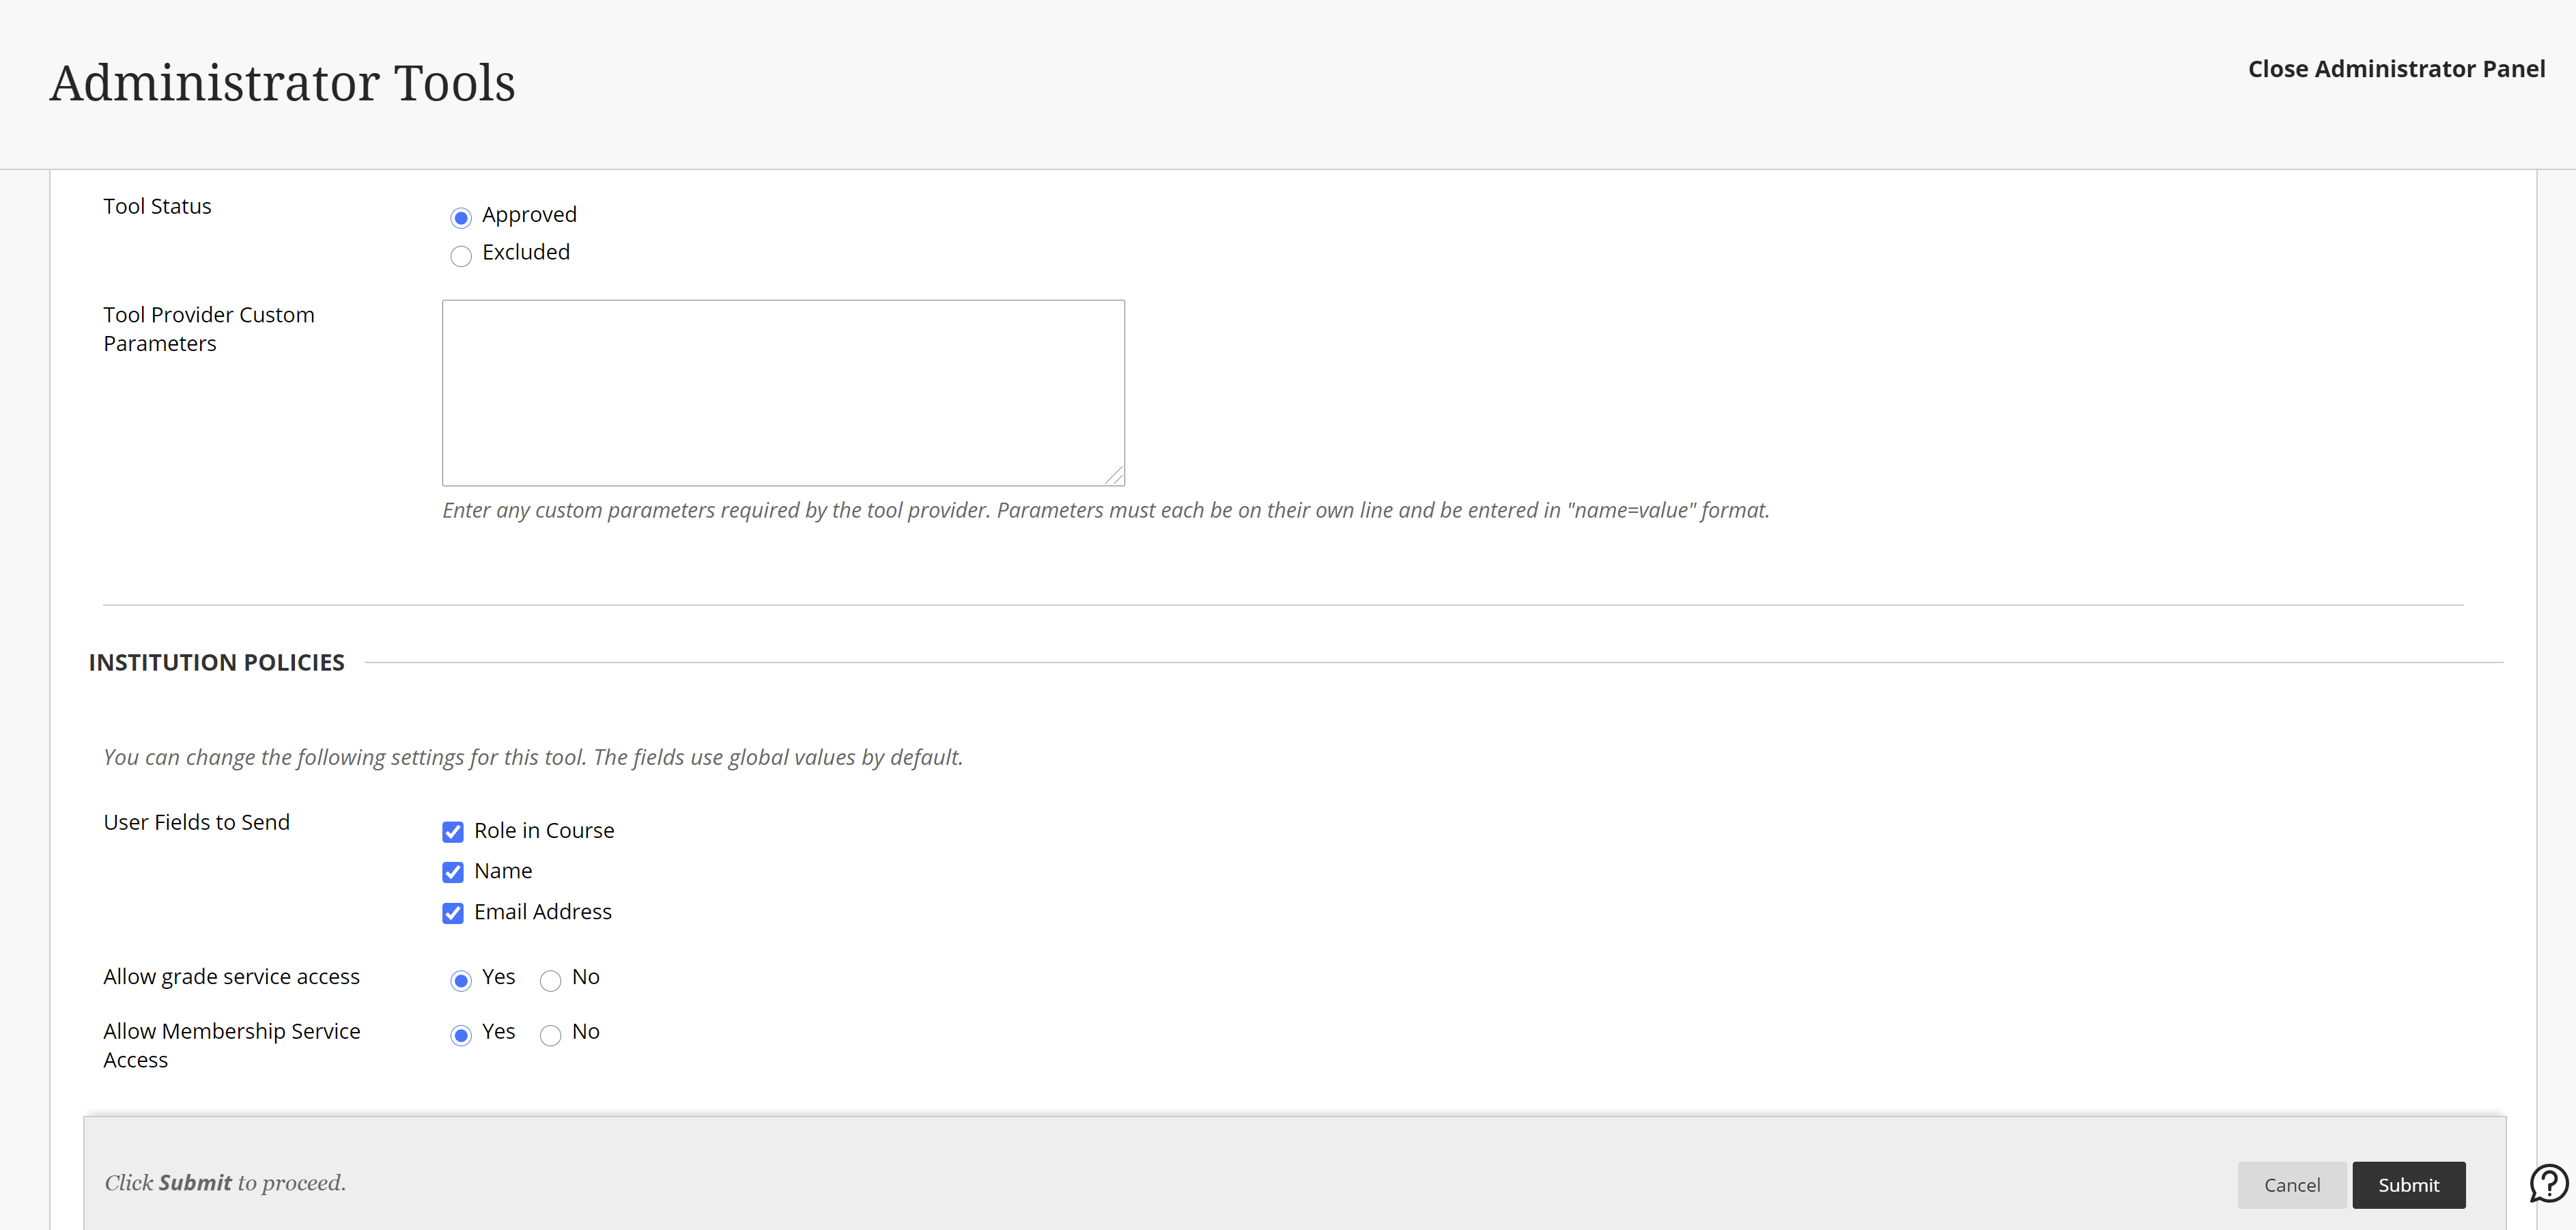 Administrator Tools
Close Administrator Panel
Tool Status
Approved
Excluded
Tool Provider Custom
Parameters
Enter any custom parameters required by the tool provider. Parameters must each be on their own line and be entered in "name=value" format.
INSTITUTION POLICIES
You can change the following settings for this tool. The fields use global values by default.
User Fields to Send
Role in Course
Name
Email Address
Allow grade service access
Yes No
Allow Membership Service
Access
Yes No
Click Submit to proceed.
Cancel Submit